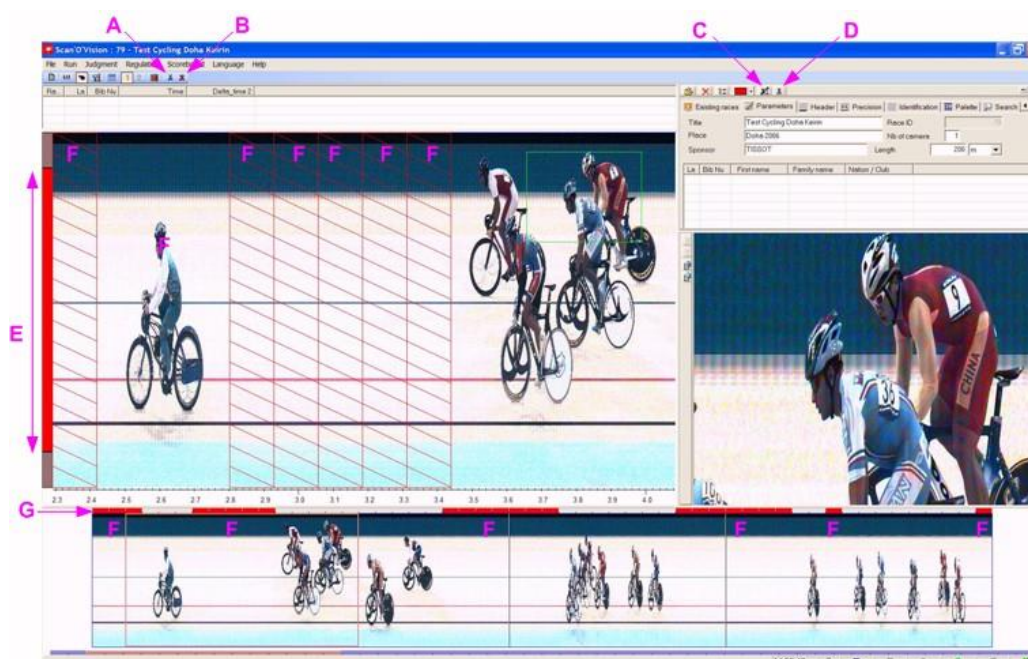 A B C D
Scan'O'Vision : 79 - Test Cycling Doha Keirin
File Run Judgment Regulation Scoreboard Language Help
Ra... Ln Bib Nu Time Delta_time 2
Existing races Parameters Header Precision Identification Palette Search
Title Test Cycling Doha Keirin Race ID
Place Doha 2006 Nb of camera 1
Sponsor TISSOT Length 200 m
Ln Bib Nu First name Family name Nation / Club
F F F F F F
F
E
9
CHINA
35
2.3 2.4 2.5 2.6 2.7 2.8 2.9 3.0 3.1 3.2 3.3 3.4 3.5 3.6 3.7 3.8 3.9 4.0
G
F F F F F F